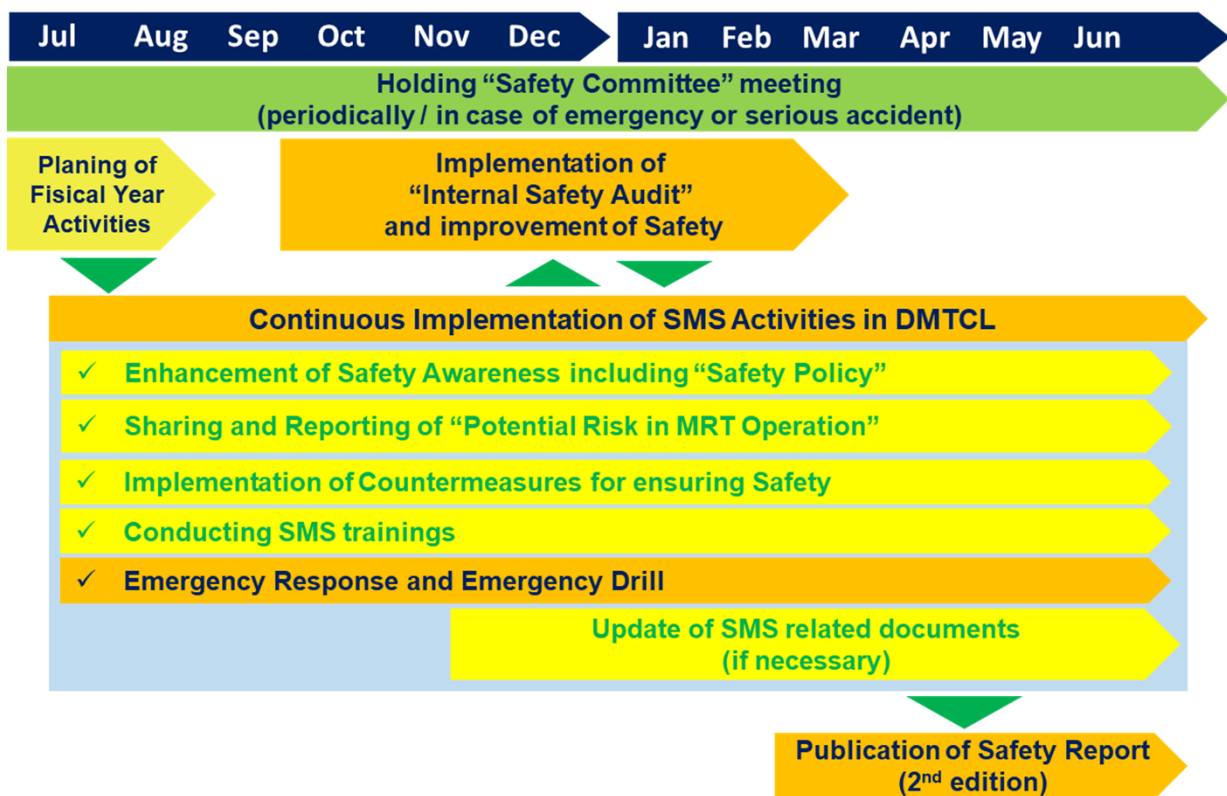 Jul Aug Sep Oct Nov Dec Jan Feb Mar Apr May Jun
Holding “Safety Committee” meeting
(periodically / in case of emergency or serious accident)
Planing of
Fisical Year
Activities
Implementation of
“Internal Safety Audit”
and improvement of Safety
Continuous Implementation of SMS Activities in DMTCL
✓ Enhancement of Safety Awareness including “Safety Policy”
✓ Sharing and Reporting of “Potential Risk in MRT Operation”
✓ Implementation of Countermeasures for ensuring Safety
✓ Conducting SMS trainings
✓ Emergency Response and Emergency Drill
Update of SMS related documents
(if necessary)
Publication of Safety Report
(2nd edition)